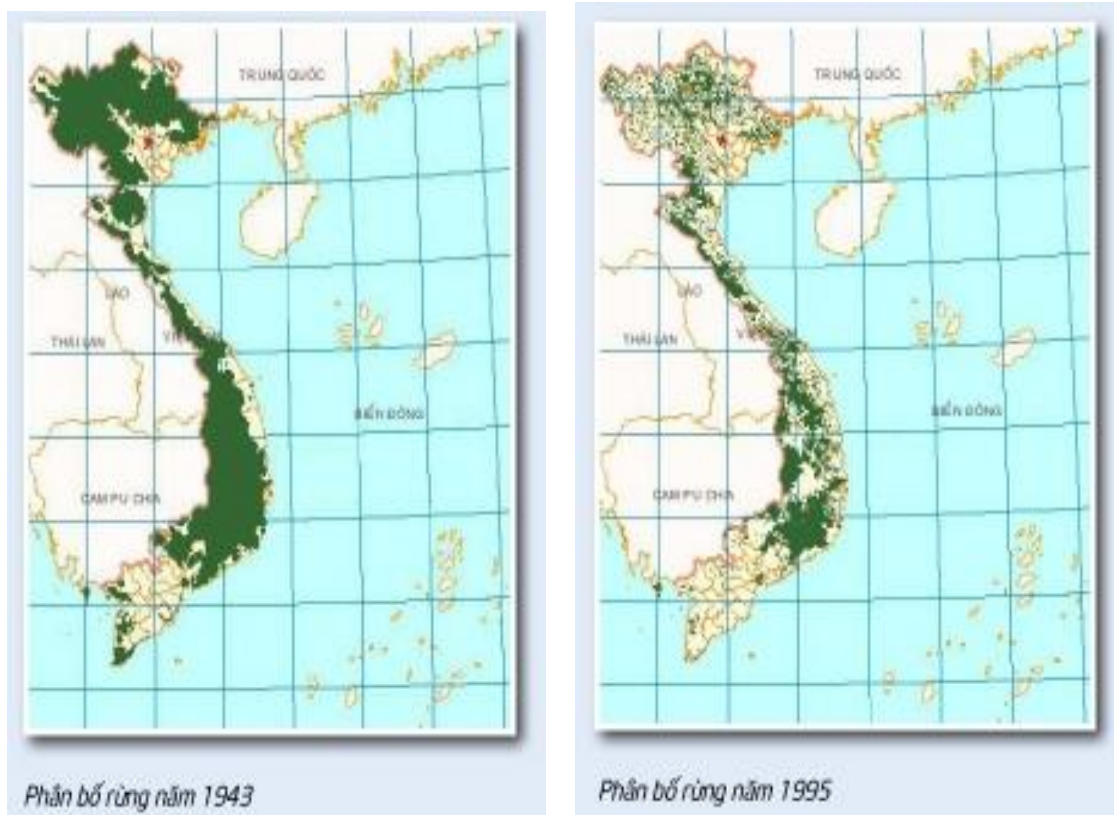 TRUNG QUỐC
LÀO
THÁI LAN
BIỂN ĐÔNG
CAM PU CHIA
Phân bố rừng năm 1943
TRUNG QUỐC
LÀO
THÁI LAN
BIỂN ĐÔNG
CAM PU CHIA
Phân bố rừng năm 1995